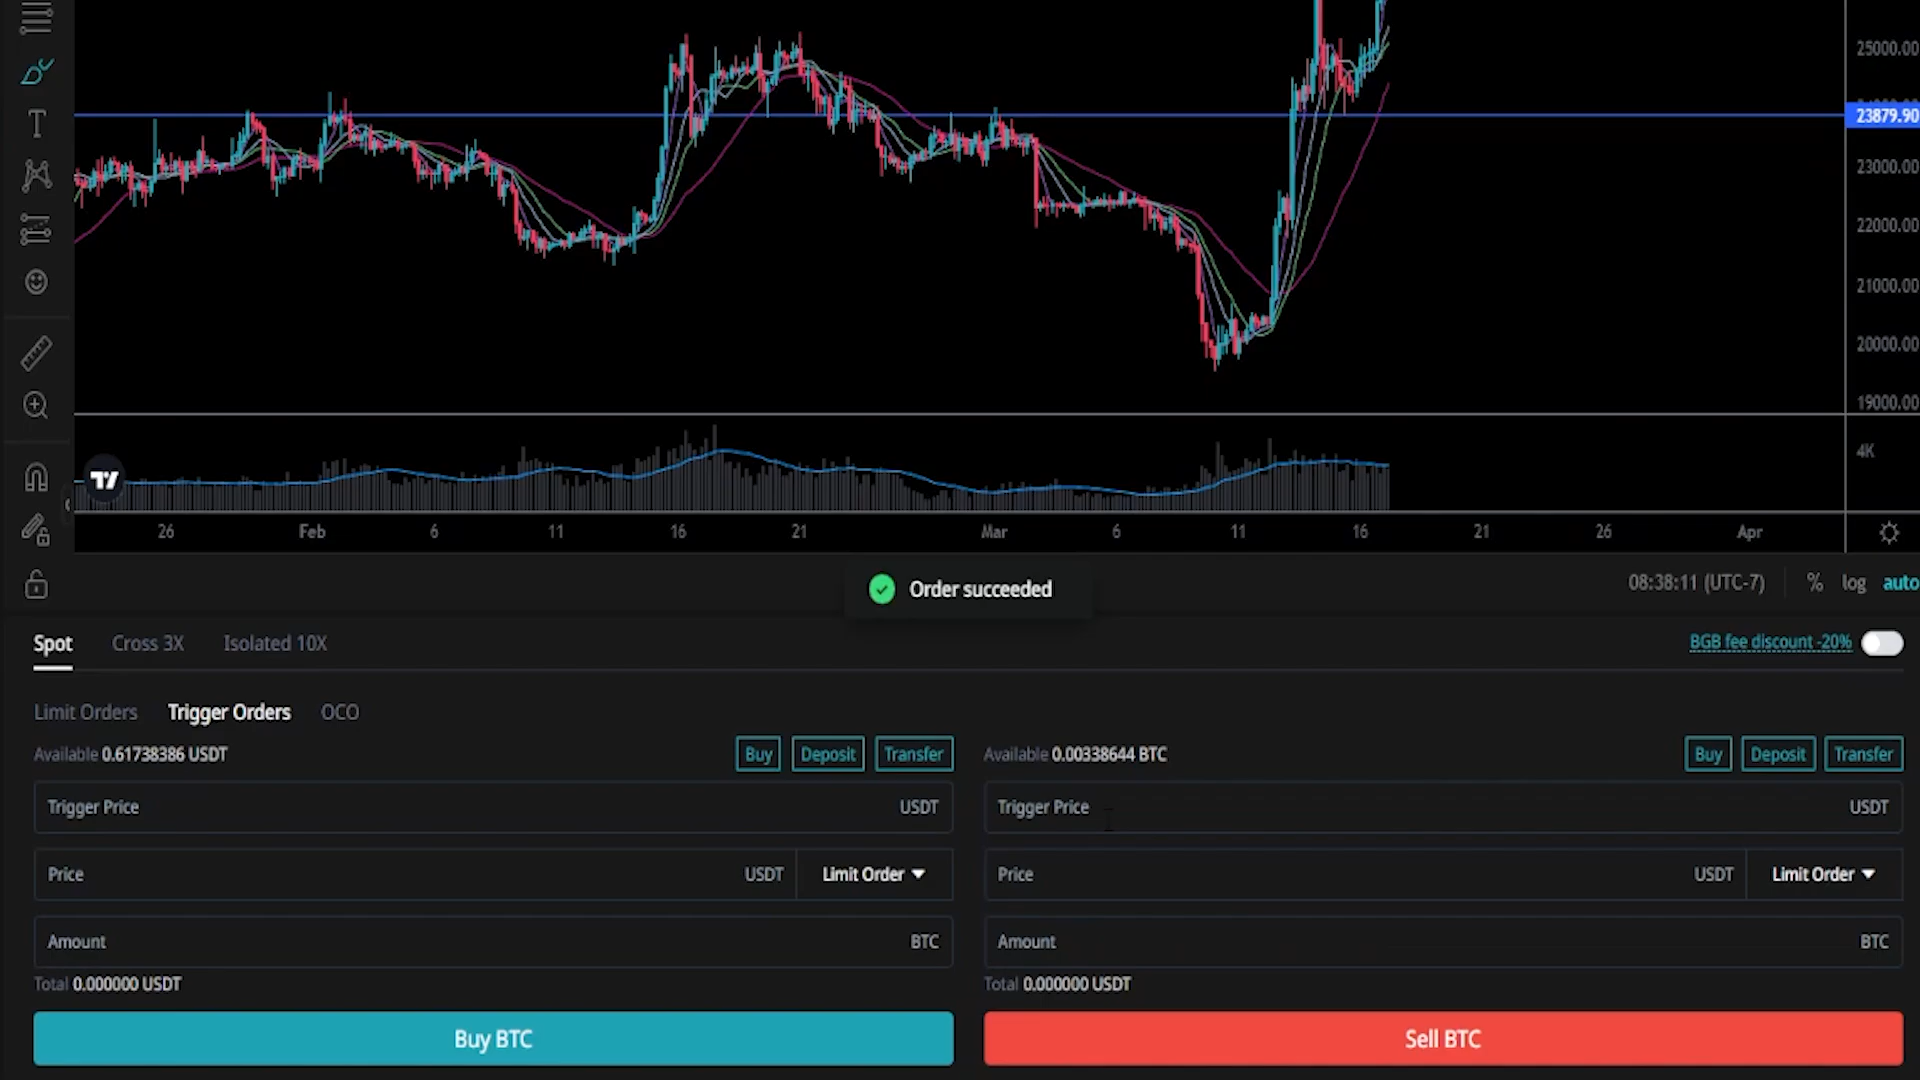 25000.00
23879.90
23000.00
22000.00
21000.00
20000.00
19000.00
4K
26 Feb 6 11 16 21 Mar 6 11 16 21 26 Apr
Order succeeded
08:38:11 (UTC-7) % log auto
Spot Cross 3X Isolated 10X
BGB fee discount -20%
Limit Orders Trigger Orders OCO
Available 0.61738386 USDT Buy Deposit Transfer
Available 0.00338644 BTC Buy Deposit Transfer
Trigger Price USDT
Trigger Price USDT
Price USDT Limit Order
Price USDT Limit Order
Amount BTC
Amount BTC
Total 0.000000 USDT
Total 0.000000 USDT
Buy BTC
Sell BTC